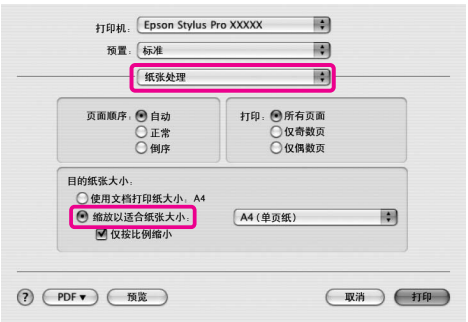 打印机: Epson Stylus Pro XXXXX
预置: 标准
纸张处理
页面顺序: 自动
正常
倒序
打印: 所有页面
仅奇数页
仅偶数页
目的纸张大小:
使用文档打印纸大小: A4
缩放以适合纸张大小: A4 (单页纸)
仅按比例缩小
? PDF▼ 预览 取消 打印